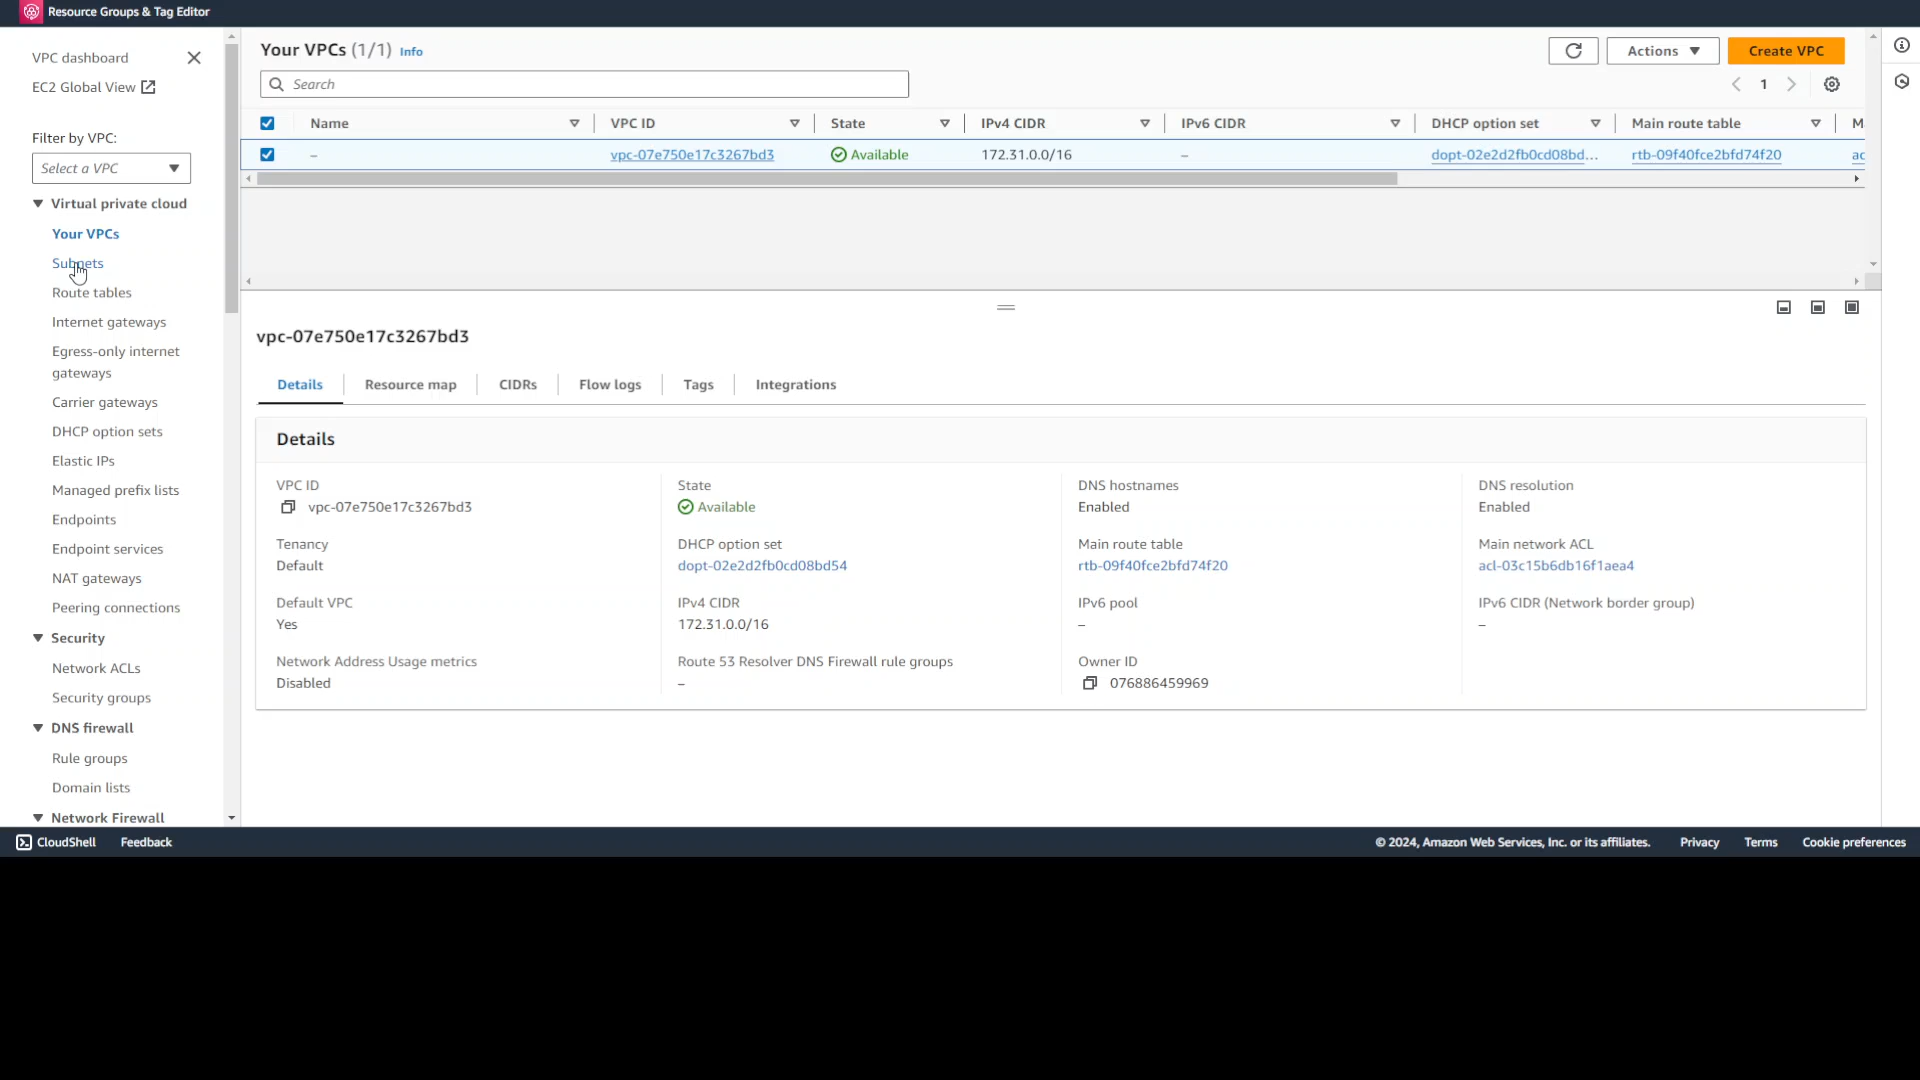 Resource Groups & Tag Editor
VPC dashboard
EC2 Global View
Filter by VPC:
Select a VPC
Virtual private cloud
Your VPCs
Subnets
Route tables
Internet gateways
Egress-only internet
gateways
Carrier gateways
DHCP option sets
Elastic IPs
Managed prefix lists
Endpoints
Endpoint services
NAT gateways
Peering connections
Security
Network ACLs
Security groups
DNS firewall
Rule groups
Domain lists
Network Firewall
Your VPCs (1/1) Info
Actions
Create VPC
Search
1
Name VPC ID State IPv4 CIDR IPv6 CIDR DHCP option set Main route table M
– vpc-07e750e17c3267bd3 Available 172.31.0.0/16 – dopt-02e2d2fb0cd08bd... rtb-09f40fce2bfd74f20 ac
vpc-07e750e17c3267bd3
Details Resource map CIDRs Flow logs Tags Integrations
Details
VPC ID State DNS hostnames DNS resolution
vpc-07e750e17c3267bd3 Available Enabled Enabled
Tenancy DHCP option set Main route table Main network ACL
Default dopt-02e2d2fb0cd08bd54 rtb-09f40fce2bfd74f20 acl-03c15b6db16f1aea4
Default VPC IPv4 CIDR IPv6 pool IPv6 CIDR (Network border group)
Yes 172.31.0.0/16 – –
Network Address Usage metrics Route 53 Resolver DNS Firewall rule groups Owner ID
Disabled – 076886459969
CloudShell Feedback © 2024, Amazon Web Services, Inc. or its affiliates. Privacy Terms Cookie preferences